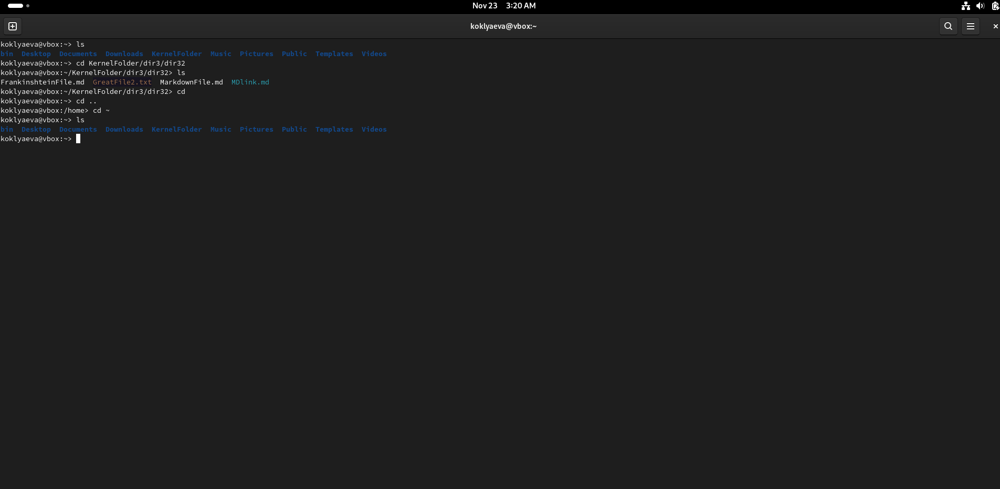 Nov 23 3:20 AM
koklyaeva@vbox:~
koklyaeva@vbox:~> ls
bin Desktop Documents Downloads KernelFolder Music Pictures Public Templates Videos
koklyaeva@vbox:~> cd KernelFolder/dir3/dir32
koklyaeva@vbox:~/KernelFolder/dir3/dir32> ls
FrankinshteinFile.md GreatFile2.txt MarkdownFile.md MDlink.md
koklyaeva@vbox:~/KernelFolder/dir3/dir32> cd
koklyaeva@vbox:~> cd ..
koklyaeva@vbox:/home> cd ~
koklyaeva@vbox:~> ls
bin Desktop Documents Downloads KernelFolder Music Pictures Public Templates Videos
koklyaeva@vbox:~>